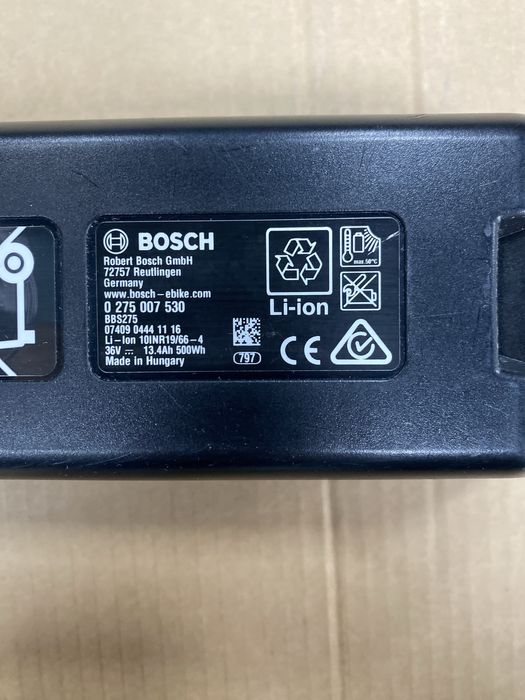 BOSCH
Robert Bosch GmbH
72757 Reutlingen
Germany
www.bosch-ebike.com
0 275 007 530
BBS275
07409 0444 11 16
Li-Ion 10INR19/66-4
36V ⎓ 13.4Ah 500Wh
Made in Hungary
797
Li-ion
max.50°C
CE